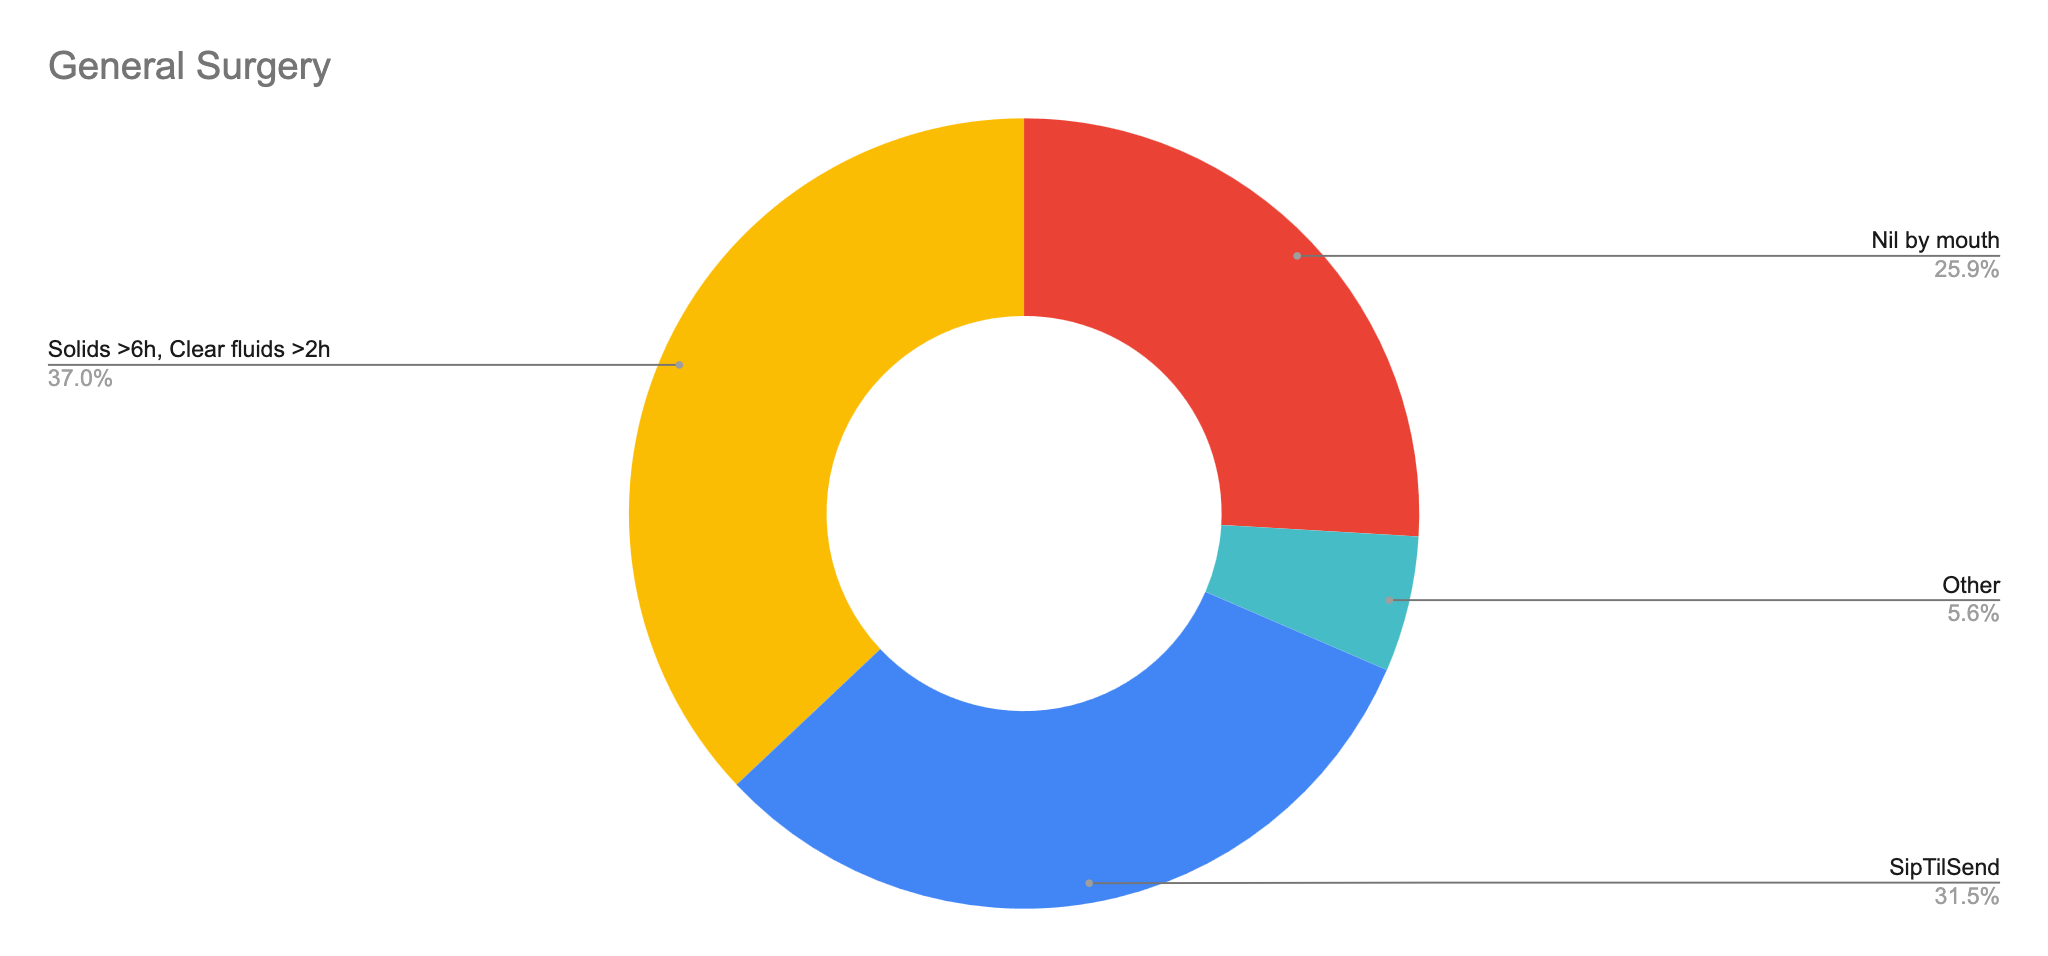 General Surgery
Nil by mouth
25.9%
Solids >6h, Clear fluids >2h
37.0%
Other
5.6%
SipTilSend
31.5%